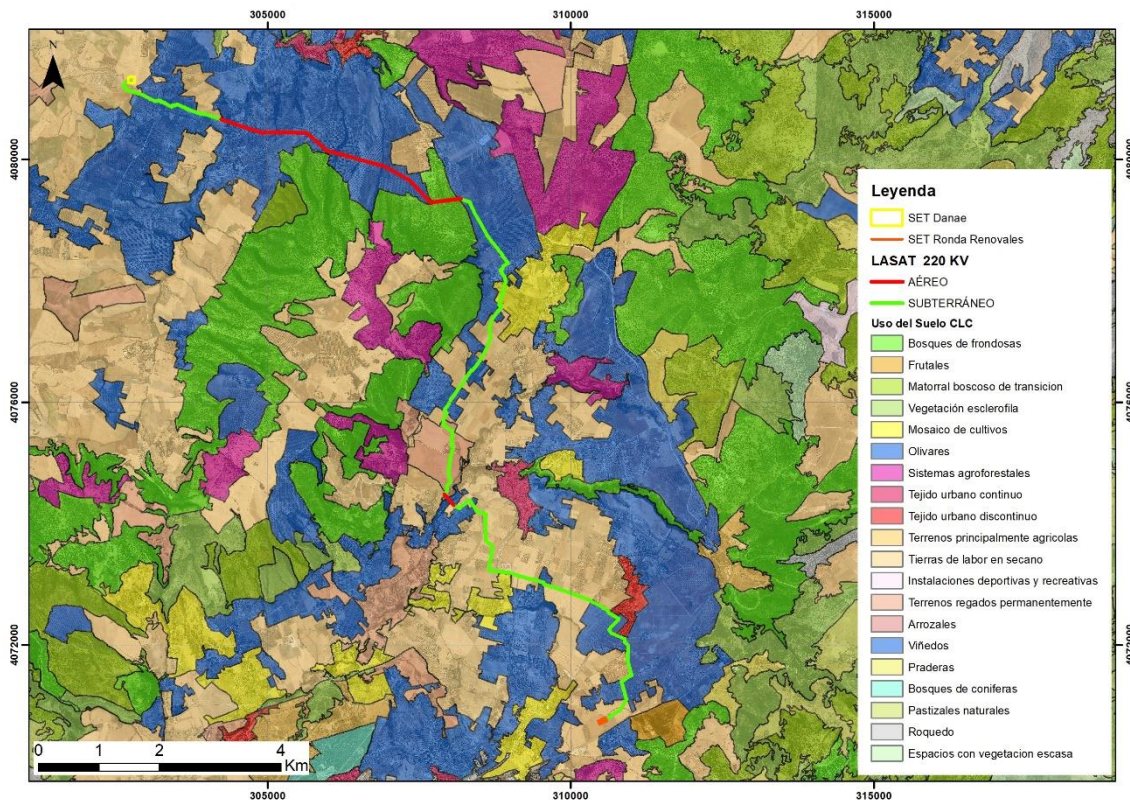 305000 310000 315000
N
4080000 4080000
Leyenda
SET Danae
SET Ronda Renovales
LASAT 220 KV
AÉREO
SUBTERRÁNEO
Uso del Suelo CLC
Bosques de frondosas
Frutales
Matorral boscoso de transicion
Vegetación esclerofila
Mosaico de cultivos
Olivares
Sistemas agroforestales
Tejido urbano continuo
Tejido urbano discontinuo
Terrenos principalmente agricolas
Tierras de labor en secano
Instalaciones deportivas y recreativas
Terrenos regados permanentemente
Arrozales
Viñedos
Praderas
Bosques de coniferas
Pastizales naturales
Roquedo
Espacios con vegetacion escasa
4076000 4076000
4072000 4072000
0 1 2 4
Km
305000 310000 315000